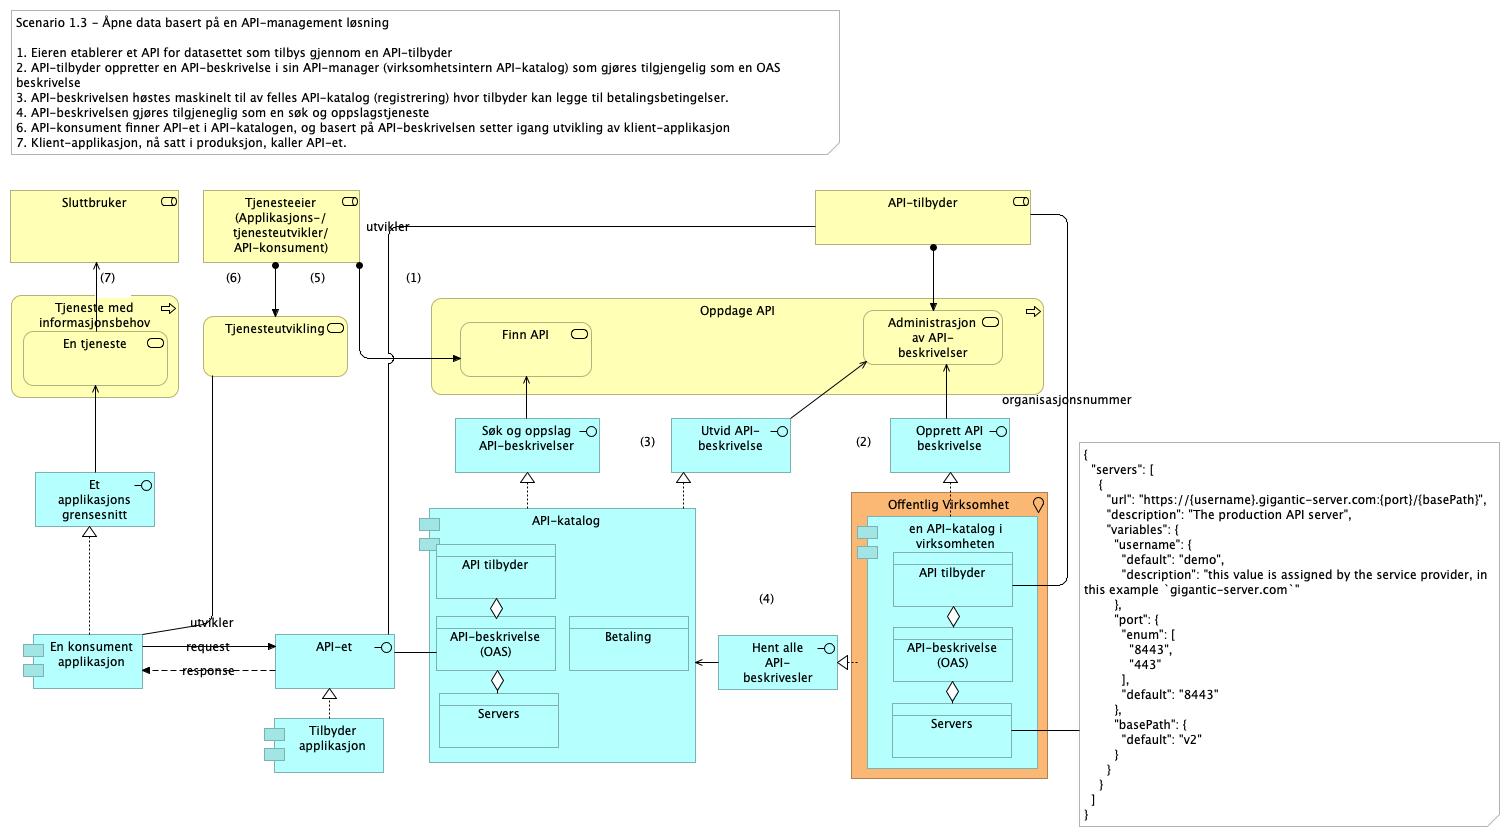 Scenario 1.3 - Åpne data basert på en API-management løsning
1. Eieren etablerer et API for datasettet som tilbys gjennom en API-tilbyder
2. API-tilbyder oppretter en API-beskrivelse i sin API-manager (virksomhetsintern API-katalog) som gjøres tilgjengelig som en OAS
beskrivelse
3. API-beskrivelsen høstes maskinelt til av felles API-katalog (registrering) hvor tilbyder kan legge til betalingsbetingelser.
4. API-beskrivelsen gjøres tilgjeneglig som en søk og oppslagstjeneste
6. API-konsument finner API-et i API-katalogen, og basert på API-beskrivelsen setter igang utvikling av klient-applikasjon
7. Klient-applikasjon, nå satt i produksjon, kaller API-et.
Sluttbruker
Tjenesteeier
(Applikasjons-/
tjenesteutvikler/
API-konsument)
utvikler
API-tilbyder
(7)
(6)
(5)
(1)
Tjeneste med
informasjonsbehov
En tjeneste
Tjenesteutvikling
Oppdage API
Finn API
Administrasjon
av API-
beskrivelser
organisasjonsnummer
Søk og oppslag
API-beskrivelser
(3)
Utvid API-
beskrivelse
(2)
Opprett API
beskrivelse
Et
applikasjons
grensesnitt
API-katalog
API tilbyder
API-beskrivelse
(OAS)
Servers
Betaling
Offentlig Virksomhet
en API-katalog i
virksomheten
API tilbyder
API-beskrivelse
(OAS)
Servers
(4)
Hent alle
API-
beskrivesler
utvikler
request
response
En konsument
applikasjon
API-et
Tilbyder
applikasjon
{
"servers": [
{
"url": "https://{username}.gigantic-server.com:{port}/{basePath}",
"description": "The production API server",
"variables": {
"username": {
"default": "demo",
"description": "this value is assigned by the service provider, in
this example `gigantic-server.com`"
},
"port": {
"enum": [
"8443",
"443"
],
"default": "8443"
},
"basePath": {
"default": "v2"
}
}
}
]
}